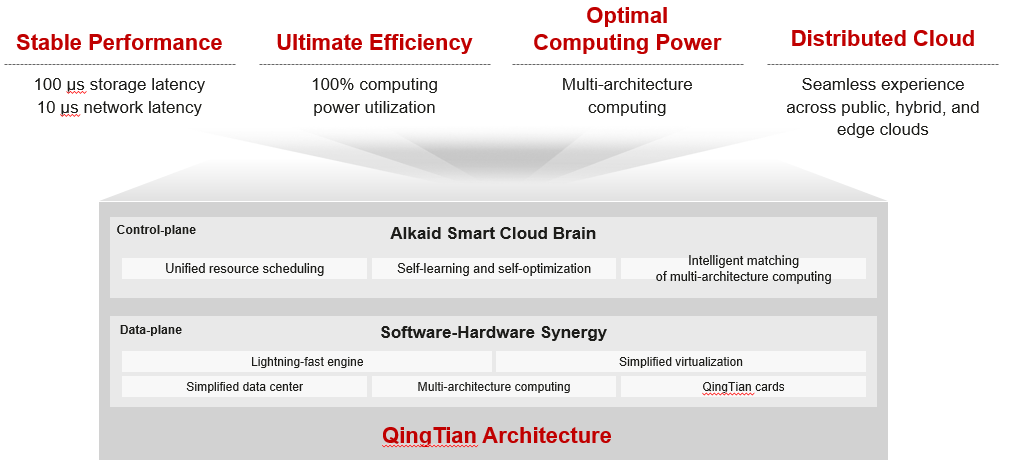 Stable Performance
100 µs storage latency
10 µs network latency
Ultimate Efficiency
100% computing
power utilization
Optimal
Computing Power
Multi-architecture
computing
Distributed Cloud
Seamless experience
across public, hybrid, and
edge clouds
Control-plane
Alkaid Smart Cloud Brain
Unified resource scheduling
Self-learning and self-optimization
Intelligent matching
of multi-architecture computing
Data-plane
Software-Hardware Synergy
Lightning-fast engine
Simplified virtualization
Simplified data center
Multi-architecture computing
QingTian cards
QingTian Architecture